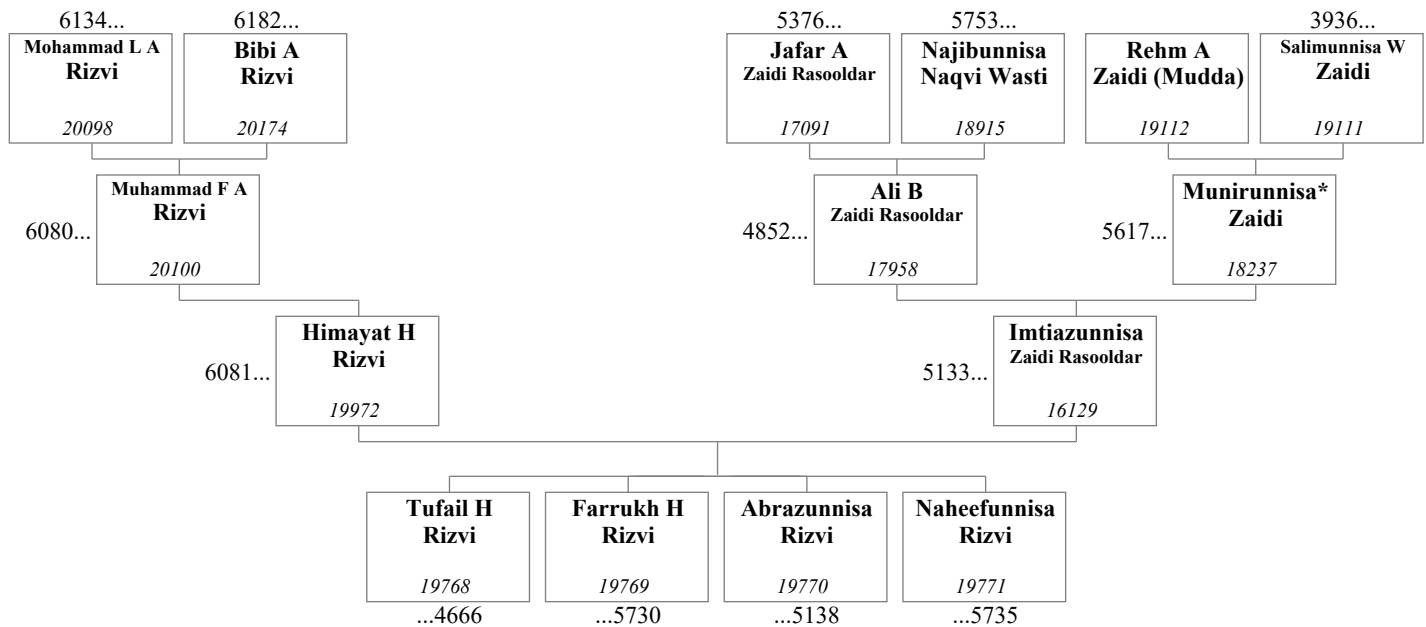 6134...
6182...
5376...
5753...
3936...
Mohammad L A
Rizvi
20098
Bibi A
Rizvi
20174
Jafar A
Zaidi Rasooldar
17091
Najibunnisa
Naqvi Wasti
18915
Rehm A
Zaidi (Mudda)
19112
Salimunnisa W
Zaidi
19111
6080...
Muhammad F A
Rizvi
20100
4852...
Ali B
Zaidi Rasooldar
17958
5617...
Munirunnisa*
Zaidi
18237
6081...
Himayat H
Rizvi
19972
5133...
Imtiazunnisa
Zaidi Rasooldar
16129
Tufail H
Rizvi
19768
...4666
Farrukh H
Rizvi
19769
...5730
Abrazunnisa
Rizvi
19770
...5138
Naheefunnisa
Rizvi
19771
...5735